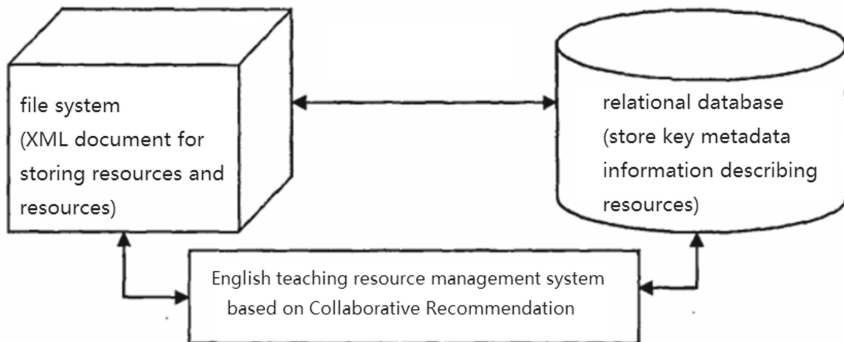 file system
(XML document for
storing resources and
resources)
relational database
(store key metadata
information describing
resources)
English teaching resource management system
based on Collaborative Recommendation